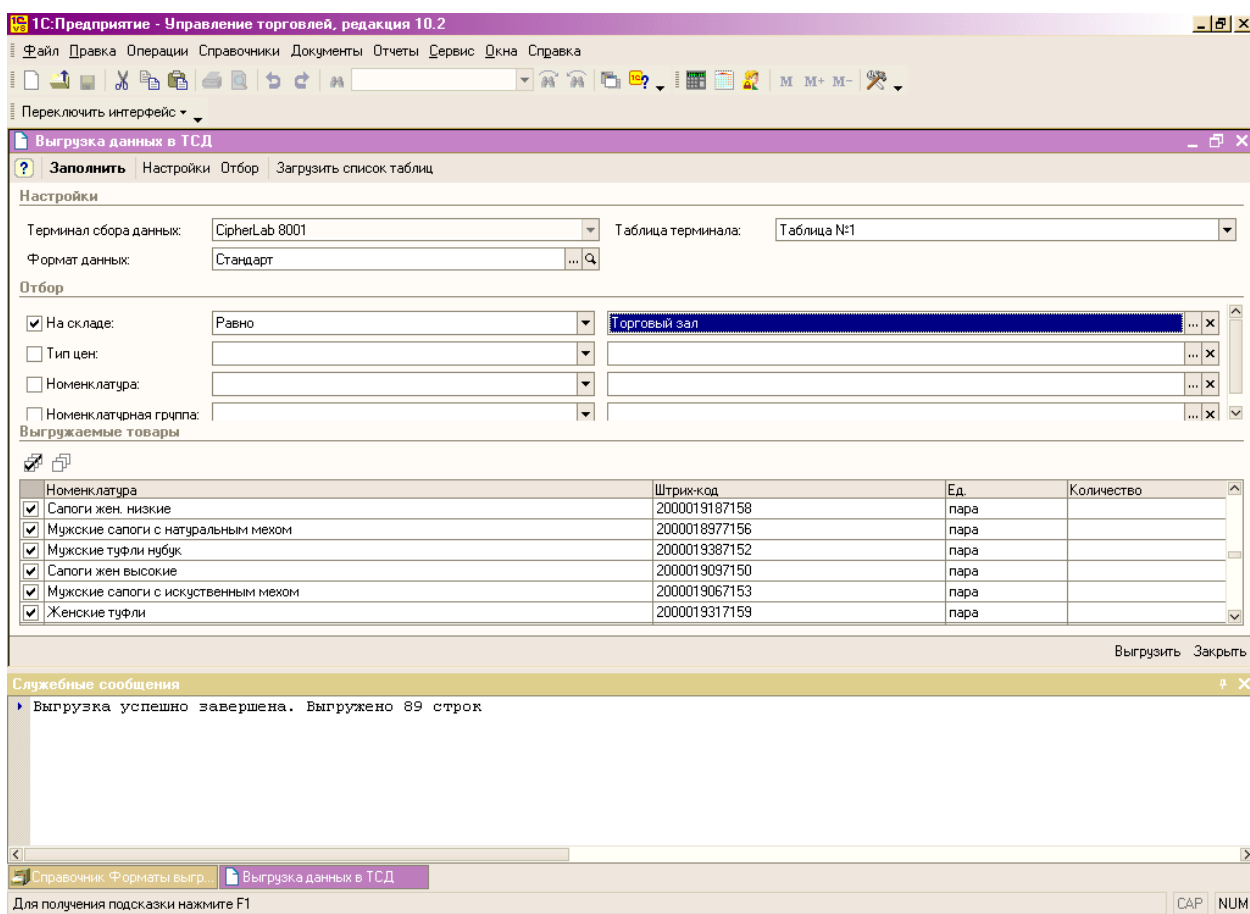 1С:Предприятие - Управление торговлей, редакция 10.2
Файл Правка Операции Справочники Документы Отчеты Сервис Окна Справка
M M+ M-
Переключить интерфейс
Выгрузка данных в ТСД
? Заполнить Настройки Отбор Загрузить список таблиц
Настройки
Терминал сбора данных: CipherLab 8001 Таблица терминала: Таблица №1
Формат данных: Стандарт ...
Отбор
На складе: Равно Торговый зал ... x
Тип цен: ... x
Номенклатура: ... x
Номенклатурная группа: ... x
Выгружаемые товары
Номенклатура Штрих-код Ед. Количество
Сапоги жен. низкие 2000019187158 пара
Мужские сапоги с натуральным мехом 2000018977156 пара
Мужские туфли нубук 2000019387152 пара
Сапоги жен высокие 2000019097150 пара
Мужские сапоги с искуственным мехом 2000019067153 пара
Женские туфли 2000019317159 пара
Выгрузить Закрыть
Служебные сообщения
Выгрузка успешно завершена. Выгружено 89 строк
Справочник Форматы выгр... Выгрузка данных в ТСД
Для получения подсказки нажмите F1 CAP NUM